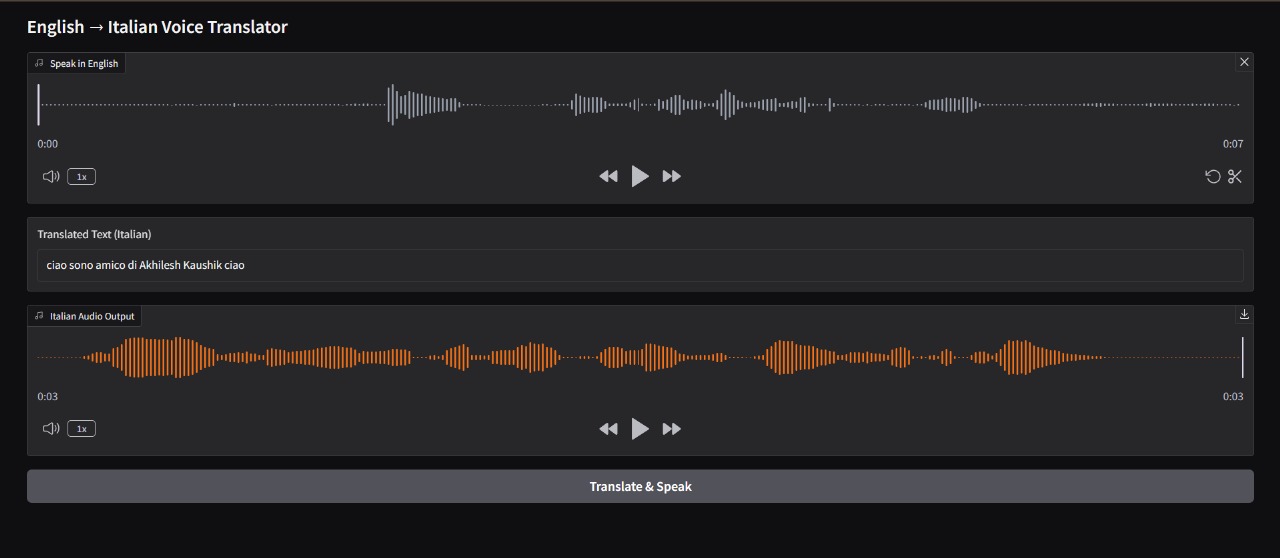 English → Italian Voice Translator
Speak in English
0:00
0:07
1x
Translated Text (Italian)
ciao sono amico di Akhilesh Kaushik ciao
Italian Audio Output
0:03
0:03
1x
Translate & Speak